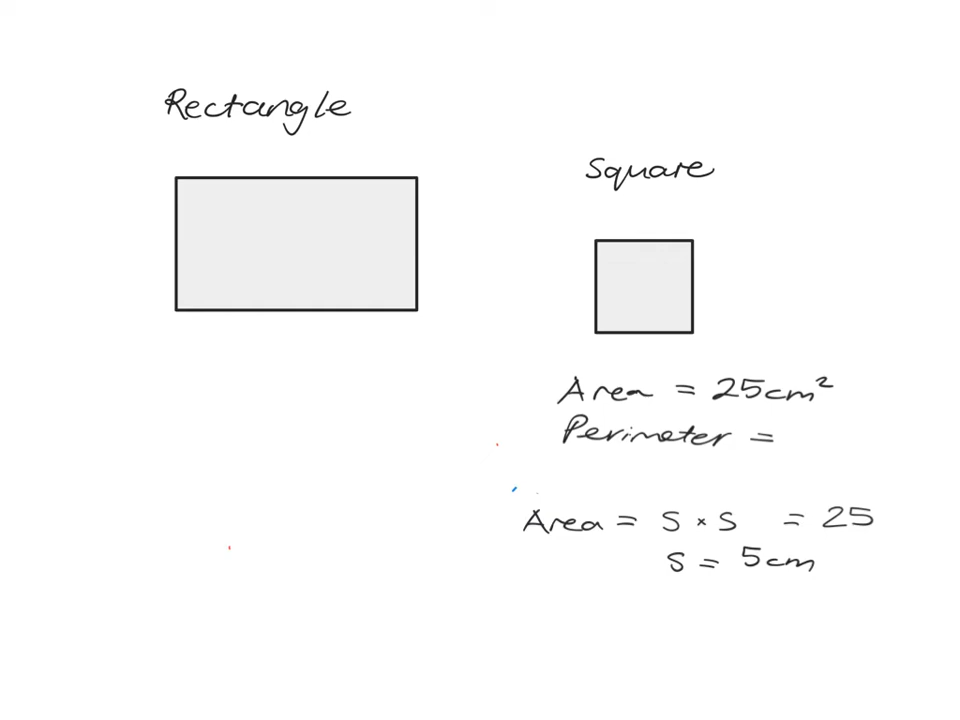 Rectangle
Square
Area = 25cm²
Perimeter =
Area = s × s = 25
s = 5cm